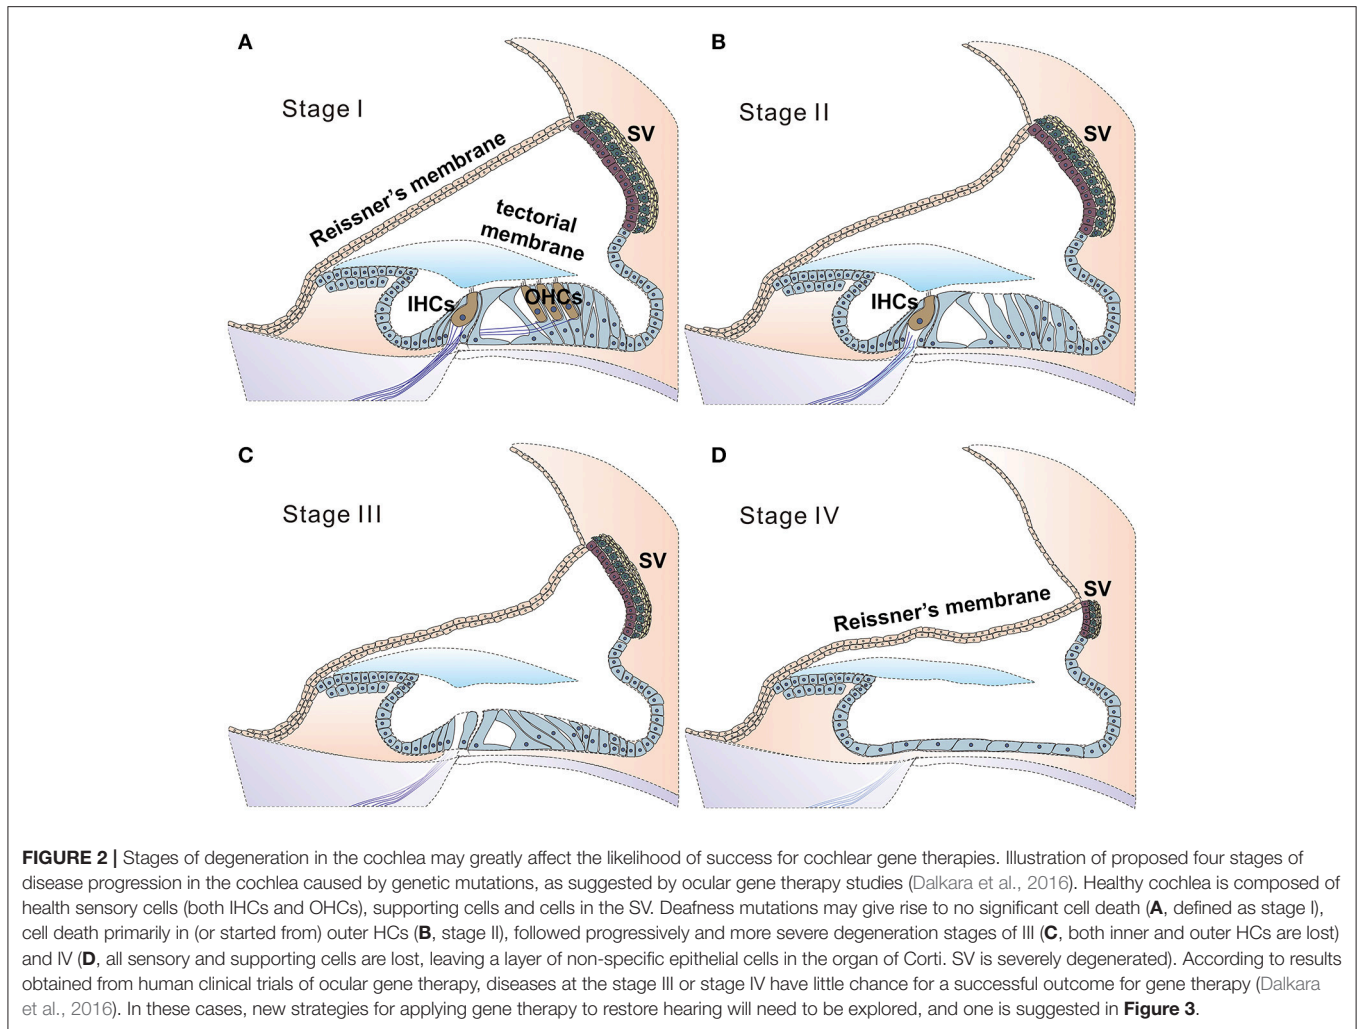 A
Stage I
Reissner's membrane
SV
tectorial
membrane
IHCs
OHCs
B
Stage II
SV
IHCs
C
Stage III
SV
D
Stage IV
Reissner's membrane
SV
FIGURE 2 | Stages of degeneration in the cochlea may greatly affect the likelihood of success for cochlear gene therapies. Illustration of proposed four stages of
disease progression in the cochlea caused by genetic mutations, as suggested by ocular gene therapy studies (Dalkara et al., 2016). Healthy cochlea is composed of
health sensory cells (both IHCs and OHCs), supporting cells and cells in the SV. Deafness mutations may give rise to no significant cell death (A, defined as stage I),
cell death primarily in (or started from) outer HCs (B, stage II), followed progressively and more severe degeneration stages of III (C, both inner and outer HCs are lost)
and IV (D, all sensory and supporting cells are lost, leaving a layer of non-specific epithelial cells in the organ of Corti. SV is severely degenerated). According to results
obtained from human clinical trials of ocular gene therapy, diseases at the stage III or stage IV have little chance for a successful outcome for gene therapy (Dalkara
et al., 2016). In these cases, new strategies for applying gene therapy to restore hearing will need to be explored, and one is suggested in Figure 3.